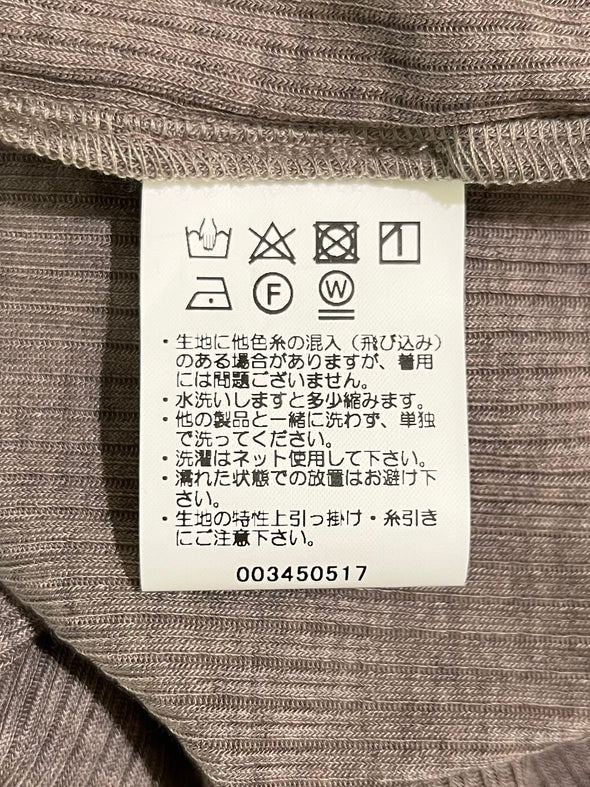 F W
・生地に他色糸の混入（飛び込み）
のある場合がありますが、着用
には問題ございません。
・水洗いしますと多少縮みます。
・他の製品と一緒に洗わず、単独
で洗ってください。
・洗濯はネット使用して下さい。
・濡れた状態での放置はお避け下
さい。
・生地の特性上引っ掛け・糸引き
にご注意下さい。
003450517